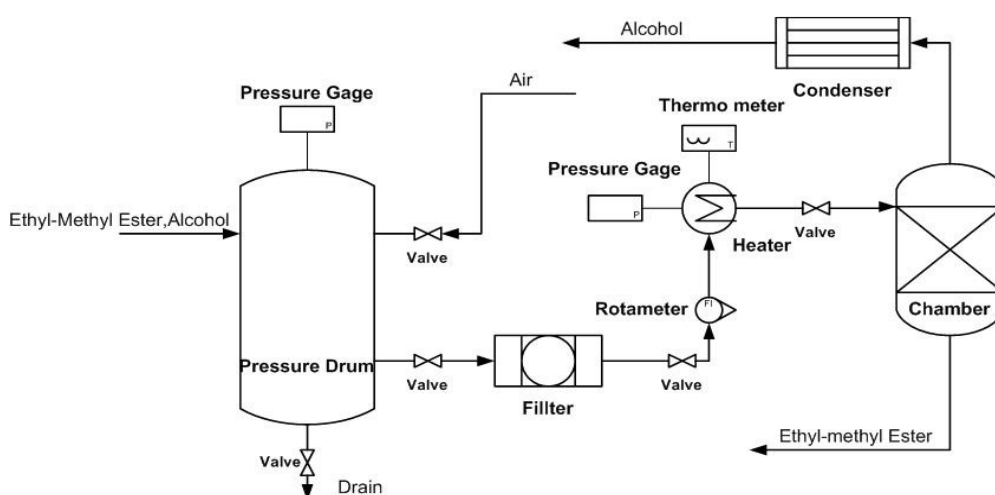 Alcohol
Condenser
Air
Pressure Gage
P
Thermo meter
T
Pressure Gage
P
Ethyl-Methyl Ester,Alcohol
Valve
Heater
Valve
Rotameter
FI
Chamber
Pressure Drum
Valve
Fillter
Valve
Ethyl-methyl Ester
Valve
Drain